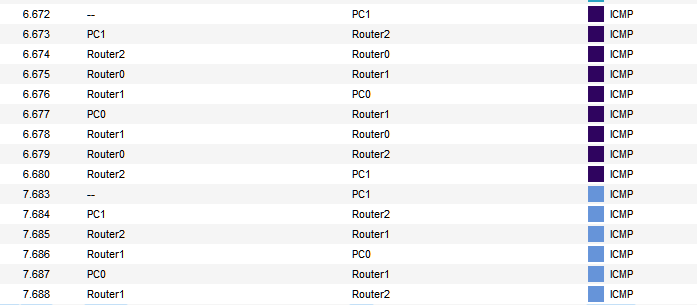 6.672 -- PC1 ICMP
6.673 PC1 Router2 ICMP
6.674 Router2 Router0 ICMP
6.675 Router0 Router1 ICMP
6.676 Router1 PC0 ICMP
6.677 PC0 Router1 ICMP
6.678 Router1 Router0 ICMP
6.679 Router0 Router2 ICMP
6.680 Router2 PC1 ICMP
7.683 -- PC1 ICMP
7.684 PC1 Router2 ICMP
7.685 Router2 Router1 ICMP
7.686 Router1 PC0 ICMP
7.687 PC0 Router1 ICMP
7.688 Router1 Router2 ICMP